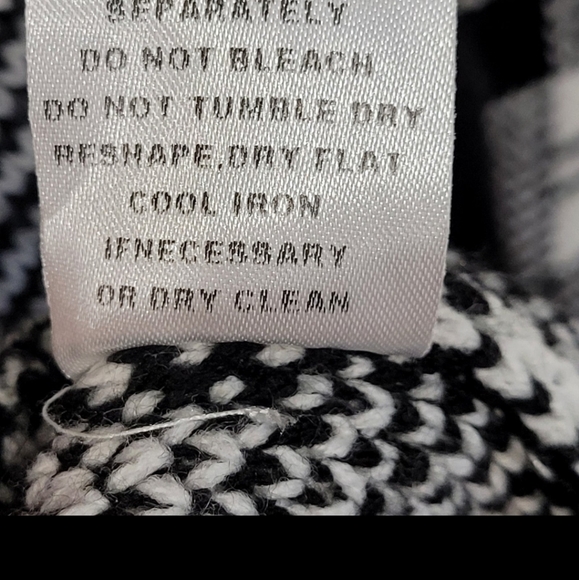 SEPARATELY
DO NOT BLEACH
DO NOT TUMBLE DRY
RESHAPE,DRY FLAT
COOL IRON
IFNECESSARY
OR DRY CLEAN